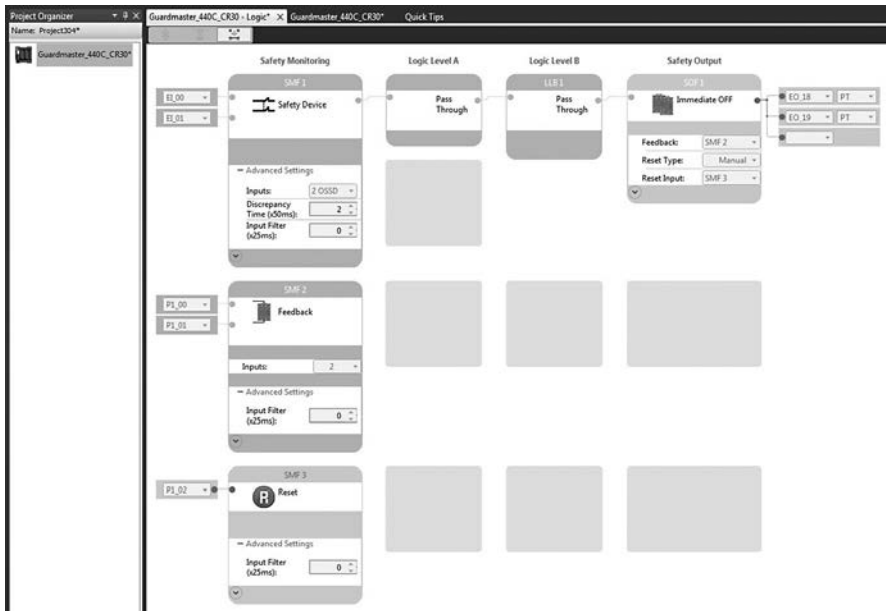 Project Organizer
Name: Project304*
Guardmaster_440C_CR30*
Guardmaster_440C_CR30 - Logic* X Guardmaster_440C_CR30* Quick Tips
Safety Monitoring Logic Level A Logic Level B Safety Output
SMF 1
EI_00
EI_01
Safety Device
Advanced Settings
Inputs: 2 OSSD
Discrepancy
Time (x50ms): 2
Input Filter
(x25ms): 0
Pass
Through
LLB 1
Pass
Through
SOF 1
Immediate OFF
EO_18 PT
EO_19 PT
Feedback: SMF 2
Reset Type: Manual
Reset Input: SMF 3
SMF 2
P1_00
P1_01
Feedback
Inputs: 2
Advanced Settings
Input Filter
(x25ms): 0
SMF 3
P1_02
R Reset
Advanced Settings
Input Filter
(x25ms): 0